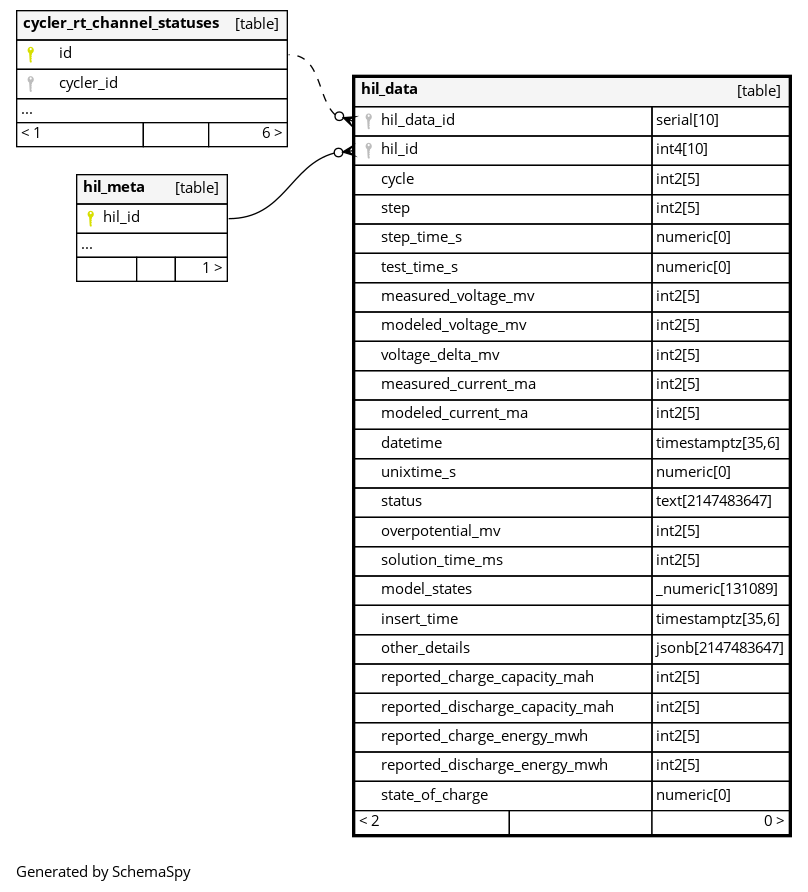 cycler_rt_channel_statuses [table]
id
cycler_id
...
< 1 6 >
hil_meta [table]
hil_id
...
1 >
hil_data [table]
hil_data_id serial[10]
hil_id int4[10]
cycle int2[5]
step int2[5]
step_time_s numeric[0]
test_time_s numeric[0]
measured_voltage_mv int2[5]
modeled_voltage_mv int2[5]
voltage_delta_mv int2[5]
measured_current_ma int2[5]
modeled_current_ma int2[5]
datetime timestamptz[35,6]
unixtime_s numeric[0]
status text[2147483647]
overpotential_mv int2[5]
solution_time_ms int2[5]
model_states _numeric[131089]
insert_time timestamptz[35,6]
other_details jsonb[2147483647]
reported_charge_capacity_mah int2[5]
reported_discharge_capacity_mah int2[5]
reported_charge_energy_mwh int2[5]
reported_discharge_energy_mwh int2[5]
state_of_charge numeric[0]
< 2 0 >
Generated by SchemaSpy